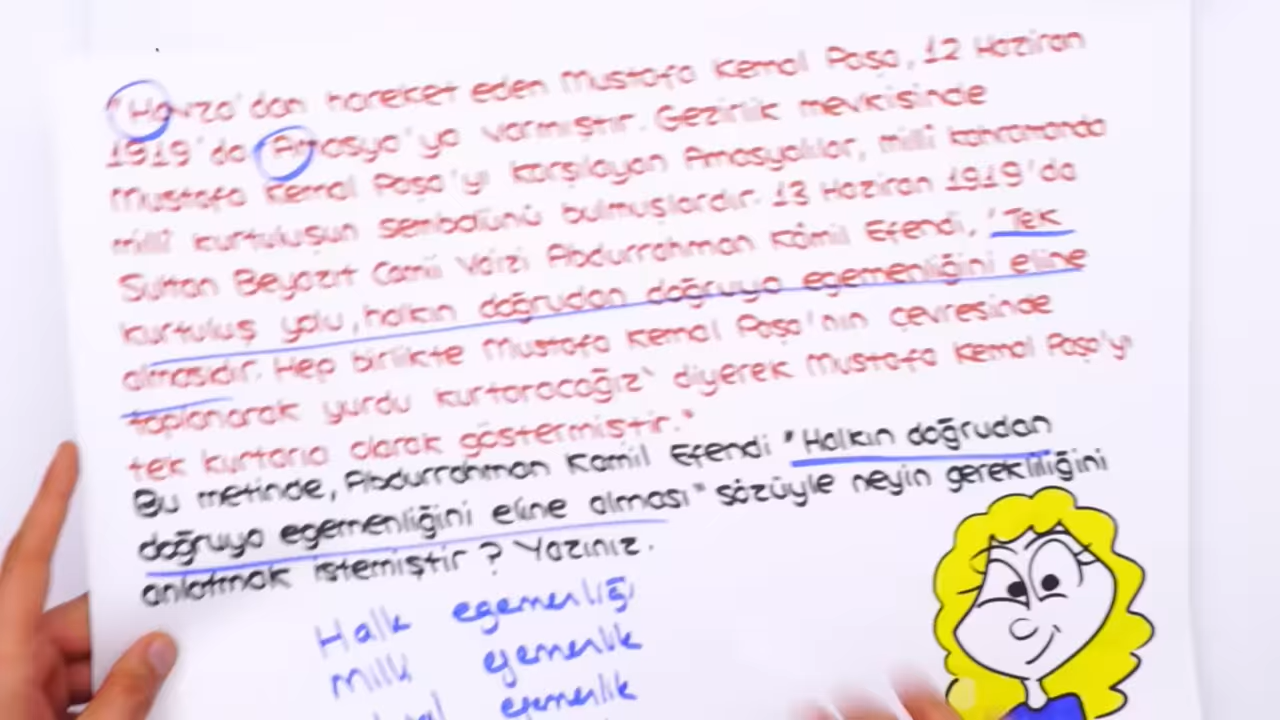 "Havza'dan hareket eden Mustafa Kemal Paşa, 12 Haziran
1919'da Amasya'ya varmıştır. Gezirlik mevkisinde
Mustafa Kemal Paşa'yı karşılayan Amasyalılar, millî kahramanda
millî kurtuluşun sembolünü bulmuşlardır. 13 Haziran 1919'da
Sultan Beyazıt Camii Vaizi Abdurrahman Kâmil Efendi, 'Tek
kurtuluş yolu, halkın doğrudan doğruya egemenliğini eline
almasıdır. Hep birlikte Mustafa Kemal Paşa'nın çevresinde
toplanarak yurdu kurtaracağız' diyerek Mustafa Kemal Paşa'yı
tek kurtarıcı olarak göstermiştir."
Bu metinde, Abdurrahman Kamil Efendi "Halkın doğrudan
doğruya egemenliğini eline alması" sözüyle neyin gerekliliğini
anlatmak istemiştir? Yazınız.
Halk egemenliği
Milli egemenlik
egemenlik